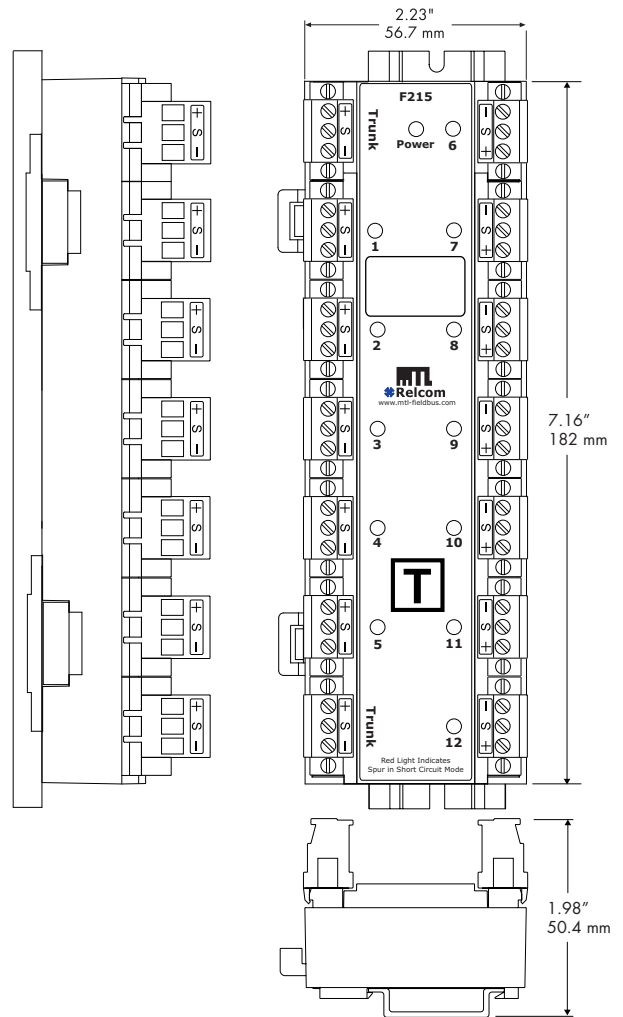 2.23"
56.7 mm
F215
Trunk
Power 6
1 7
2 8
MTL
Relcom
www.mtl-fieldbus.com
3 9
4 10
T
5 11
Trunk
12
Red Light Indicates
Spur in Short Circuit Mode
+ S −
+ S −
+ S −
+ S −
+ S −
+ S −
+ S −
+ S −
+ S −
+ S −
+ S −
+ S −
+ S −
+ S −
− S +
− S +
− S +
− S +
− S +
− S +
− S +
7.16"
182 mm
1.98"
50.4 mm